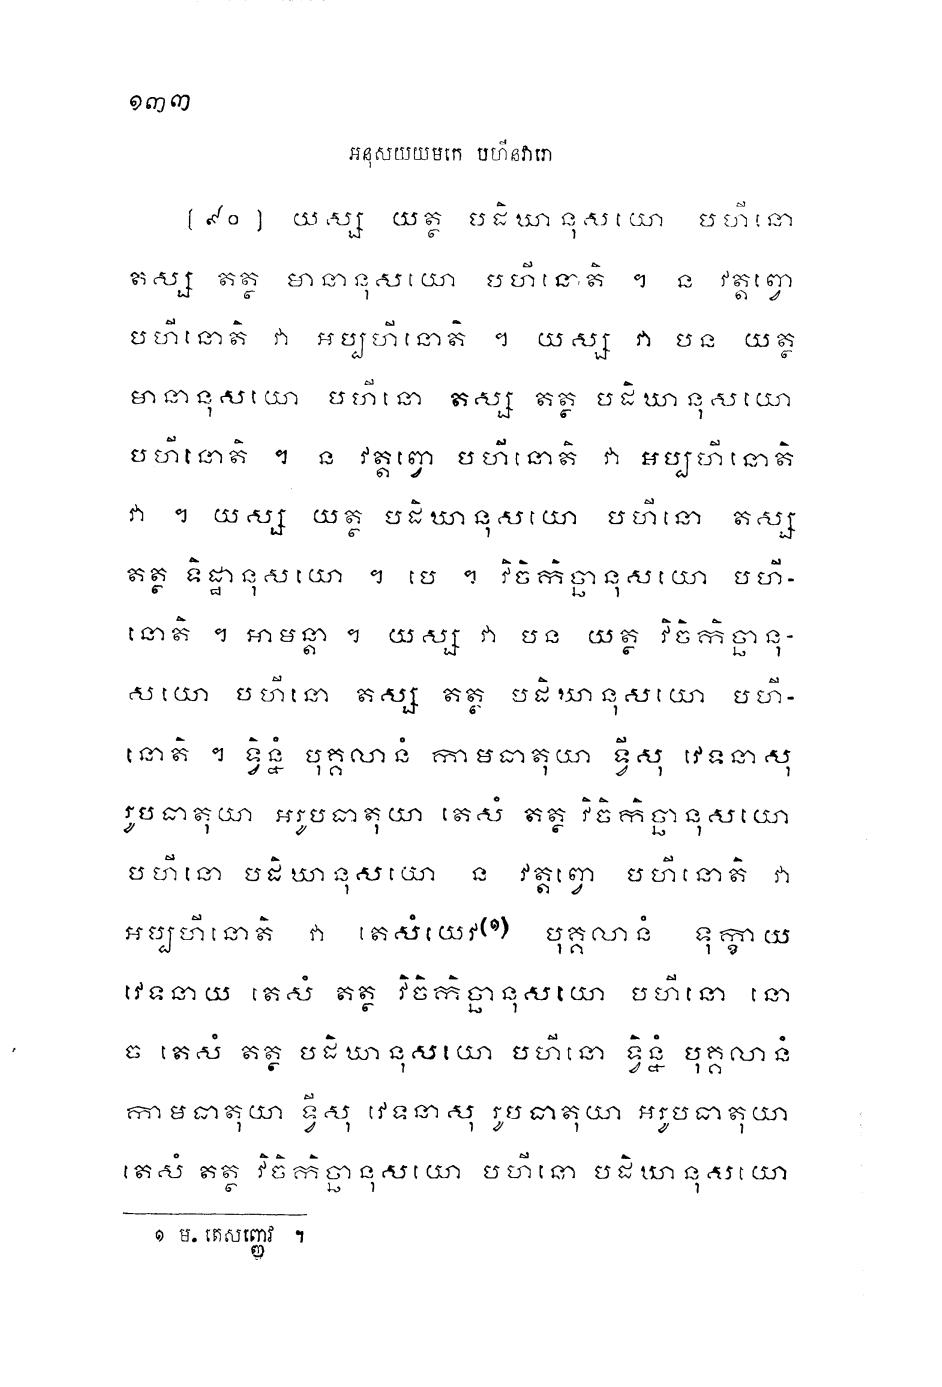 ១៣៣
អនុសយយមកេ បហីនវារោ
[ ៩០ ] យស្ស យត្ថ បដិឃានុសយោ បហីនោ
តស្ស តត្ថ មានានុសយោ បហីនោតិ ។ ន វត្តព្វោ
បហីនោតិ វា អប្បហីនោតិ ។ យស្ស វា បន យត្ថ
មានានុសយោ បហីនោ តស្ស តត្ថ បដិឃានុសយោ
បហីនោតិ ។ ន វត្តព្វោ បហីនោតិ វា អប្បហីនោតិ
វា ។ យស្ស យត្ថ បដិឃានុសយោ បហីនោ តស្ស
តត្ថ ទិដ្ឋានុសយោ ។ បេ ។ វិចិកិច្ឆានុសយោ បហី-
នោតិ ។ អាមន្តា ។ យស្ស វា បន យត្ថ វិចិកិច្ឆានុ-
សយោ បហីនោ តស្ស តត្ថ បដិឃានុសយោ បហី-
នោតិ ។ ទ្វិន្នំ បុគ្គលានំ កាមធាតុយា ទ្វីសុ វេទនាសុ
រូបធាតុយា អរូបធាតុយា តេសំ តត្ថ វិចិកិច្ឆានុសយោ
បហីនោ បដិឃានុសយោ ន វត្តព្វោ បហីនោតិ វា
អប្បហីនោតិ វា តេសំយេវ(១) បុគ្គលានំ ទុក្ខាយ
វេទនាយ តេសំ តត្ថ វិចិកិច្ឆានុសយោ បហីនោ នោ
ច តេសំ តត្ថ បដិឃានុសយោ បហីនោ ទ្វិន្នំ បុគ្គលានំ
កាមធាតុយា ទ្វីសុ វេទនាសុ រូបធាតុយា អរូបធាតុយា
តេសំ តត្ថ វិចិកិច្ឆានុសយោ បហីនោ បដិឃានុសយោ
១ ម. តេសញ្ញេវ ។